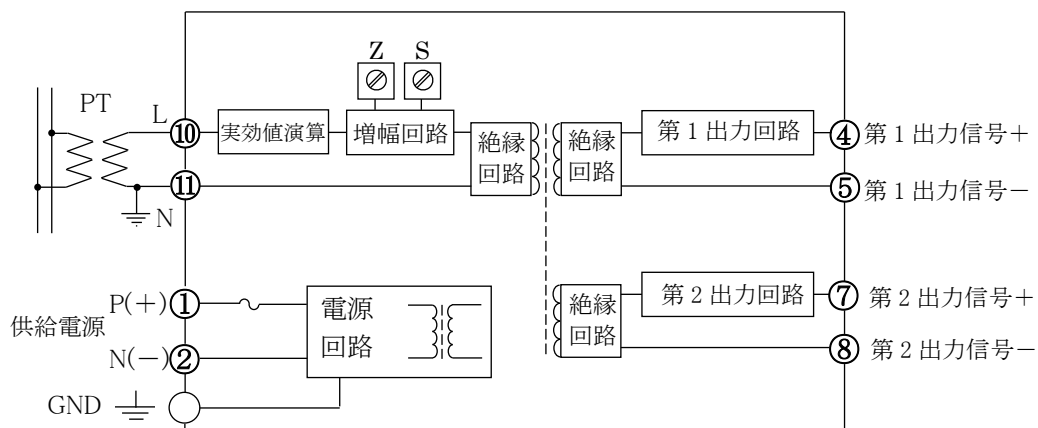 Z S
PT
L
⑩ 実効値演算 増幅回路
絶縁
回路
絶縁
回路
第1出力回路
④ 第1出力信号+
⑪
N
⑤ 第1出力信号-
P(+) ①
供給電源
N(-) ②
GND
電源
回路
絶縁
回路
第2出力回路
⑦ 第2出力信号+
⑧ 第2出力信号-